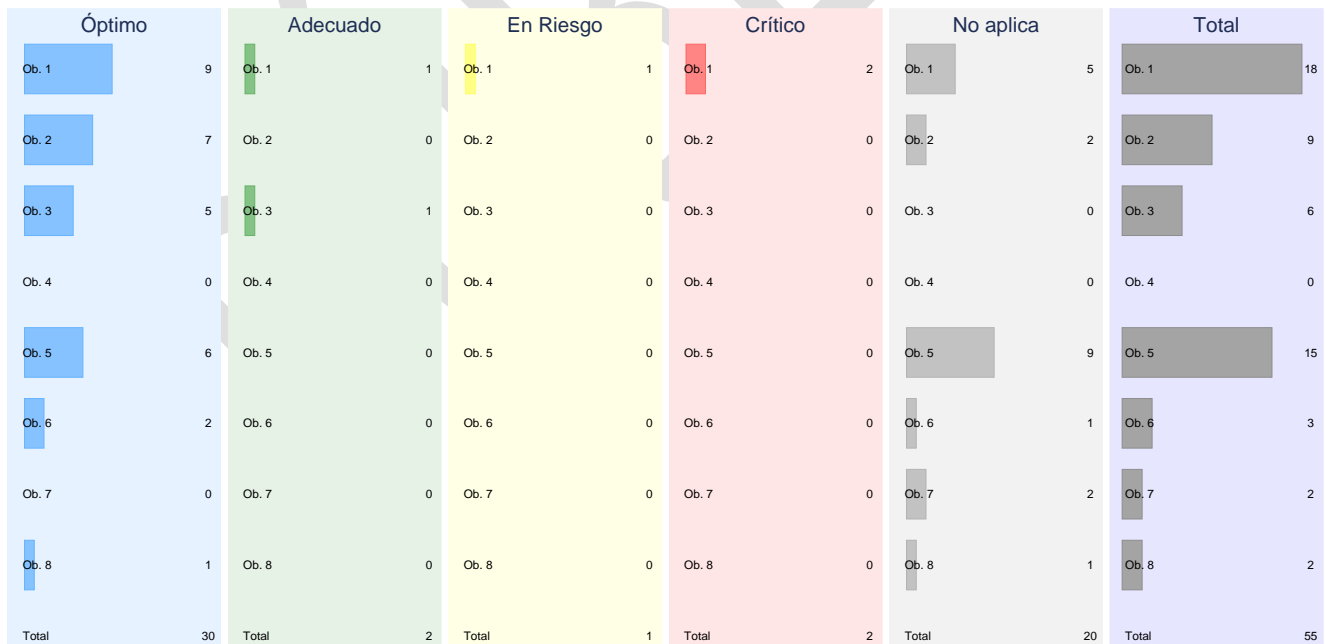 Óptimo Adecuado En Riesgo Crítico No aplica Total
Ob. 1 9 Ob. 1 1 Ob. 1 1 Ob. 1 2 Ob. 1 5 Ob. 1 18
Ob. 2 7 Ob. 2 0 Ob. 2 0 Ob. 2 0 Ob. 2 2 Ob. 2 9
Ob. 3 5 Ob. 3 1 Ob. 3 0 Ob. 3 0 Ob. 3 0 Ob. 3 6
Ob. 4 0 Ob. 4 0 Ob. 4 0 Ob. 4 0 Ob. 4 0 Ob. 4 0
Ob. 5 6 Ob. 5 0 Ob. 5 0 Ob. 5 0 Ob. 5 9 Ob. 5 15
Ob. 6 2 Ob. 6 0 Ob. 6 0 Ob. 6 0 Ob. 6 1 Ob. 6 3
Ob. 7 0 Ob. 7 0 Ob. 7 0 Ob. 7 0 Ob. 7 2 Ob. 7 2
Ob. 8 1 Ob. 8 0 Ob. 8 0 Ob. 8 0 Ob. 8 1 Ob. 8 2
Total 30 Total 2 Total 1 Total 2 Total 20 Total 55